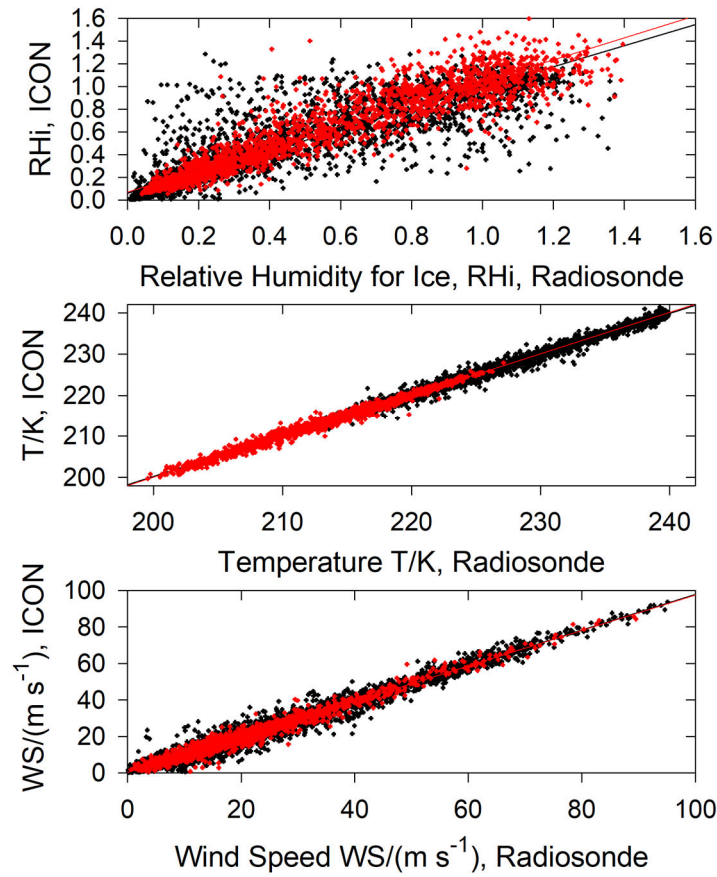 1.6
1.4
1.2
1.0
0.8
0.6
0.4
0.2
0.0
RHi, ICON
0.0 0.2 0.4 0.6 0.8 1.0 1.2 1.4 1.6
Relative Humidity for Ice, RHi, Radiosonde
240
230
220
210
200
T/K, ICON
200 210 220 230 240
Temperature T/K, Radiosonde
100
80
60
40
20
0
WS/(m s⁻¹), ICON
0 20 40 60 80 100
Wind Speed WS/(m s⁻¹), Radiosonde